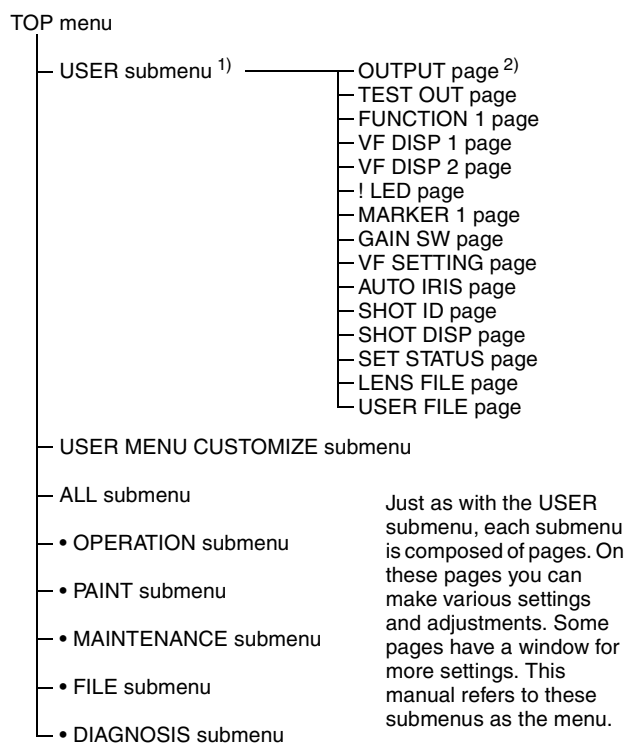 TOP menu
USER submenu 1)
OUTPUT page 2)
TEST OUT page
FUNCTION 1 page
VF DISP 1 page
VF DISP 2 page
! LED page
MARKER 1 page
GAIN SW page
VF SETTING page
AUTO IRIS page
SHOT ID page
SHOT DISP page
SET STATUS page
LENS FILE page
USER FILE page
USER MENU CUSTOMIZE submenu
ALL submenu
• OPERATION submenu
• PAINT submenu
• MAINTENANCE submenu
• FILE submenu
• DIAGNOSIS submenu
Just as with the USER
submenu, each submenu
is composed of pages. On
these pages you can
make various settings
and adjustments. Some
pages have a window for
more settings. This
manual refers to these
submenus as the menu.